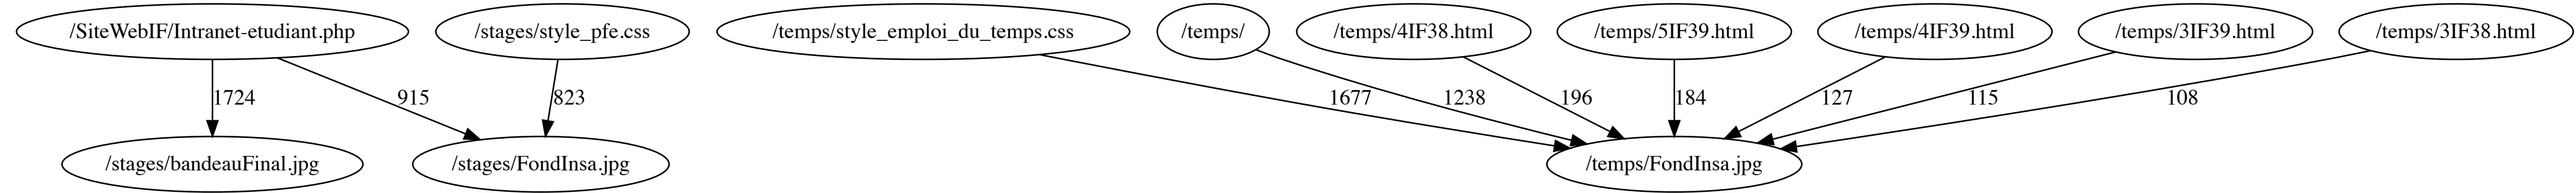 /SiteWebIF/Intranet-etudiant.php
/stages/style_pfe.css
/temps/style_emploi_du_temps.css
/temps/
/temps/4IF38.html
/temps/5IF39.html
/temps/4IF39.html
/temps/3IF39.html
/temps/3IF38.html
1724
915
823
1677
1238
196
184
127
115
108
/stages/bandeauFinal.jpg
/stages/FondInsa.jpg
/temps/FondInsa.jpg